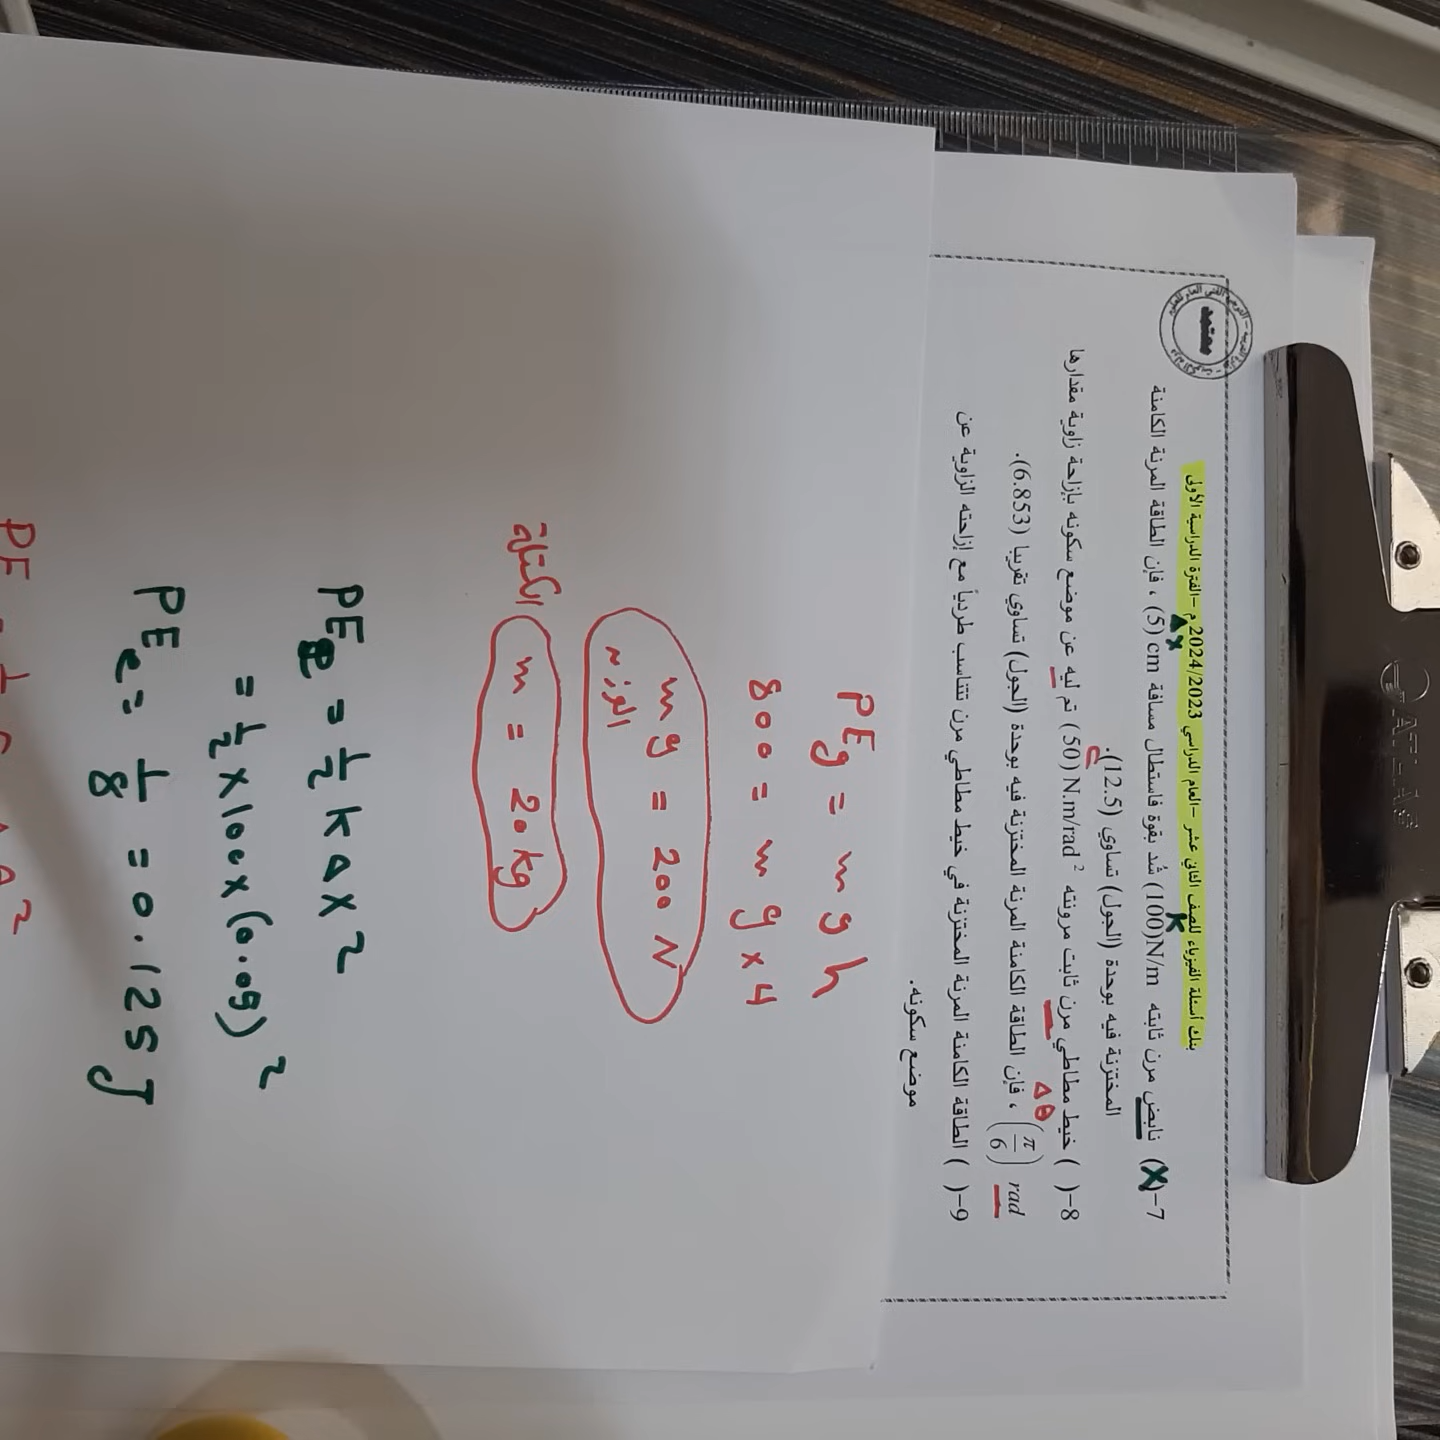 بنك أسئلة الفيزياء للصف الثاني عشر –العام الدراسي 2024/2023 م –الفترة الدراسية الأولى
معتمد
K
Δx
7-(X) نابض مرن ثابته (100)N/m شُد بقوة فاستطال مسافة (5) cm ، فإن الطاقة المرنة الكامنة
المختزنة فيه بوحدة (الجول) تساوي (12.5).
c
8-( ) خيط مطاطي مرن ثابت مرونته (50) N.m/rad² تم ليه عن موضع سكونه بإزاحة زاوية مقدارها
Δθ
(π/6) rad ، فإن الطاقة الكامنة المرنة المختزنة فيه بوحدة (الجول) تساوي تقريبا (6.853).
9-( ) الطاقة الكامنة المرنة المختزنة في خيط مطاطي مرن تتناسب طردياً مع إزاحته الزاوية عن
موضع سكونه.
PEg = m g h
800 = m g × 4
m g = 200 N
الوزن
الكتلة m = 20 kg
PEe = 1/2 k Δx²
= 1/2 × 100 × (0.05)²
PEe = 1/8 = 0.125 J